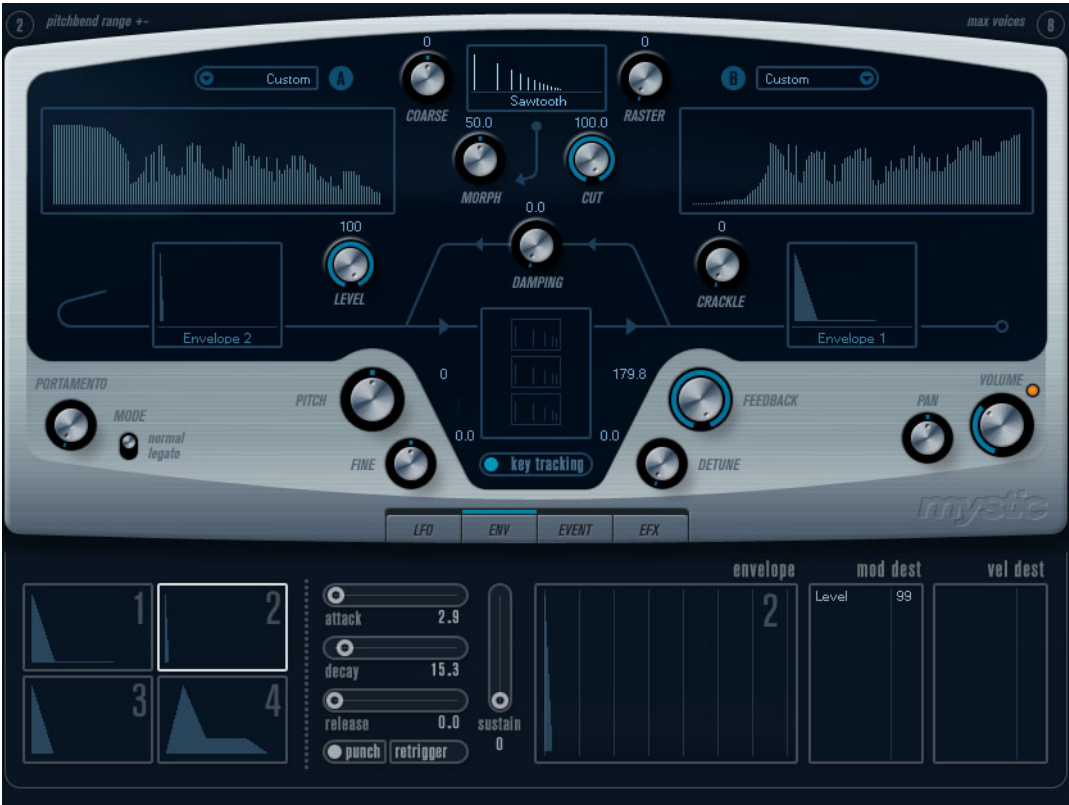 2 pitchbend range +-
max voices 8
0
0
Custom A
B Custom
Sawtooth
COARSE
RASTER
50.0
100.0
MORPH
CUT
0.0
100
0
DAMPING
LEVEL
CRACKLE
Envelope 2
Envelope 1
PORTAMENTO
0
179.8
VOLUME
PITCH
FEEDBACK
PAN
MODE
normal
legato
0.0
0.0
FINE
key tracking
DETUNE
mystic
LFO ENV EVENT EFX
envelope
mod dest
vel dest
1
2
3
4
attack 2.9
decay 15.3
release 0.0
punch retrigger
sustain
0
2
Level 99